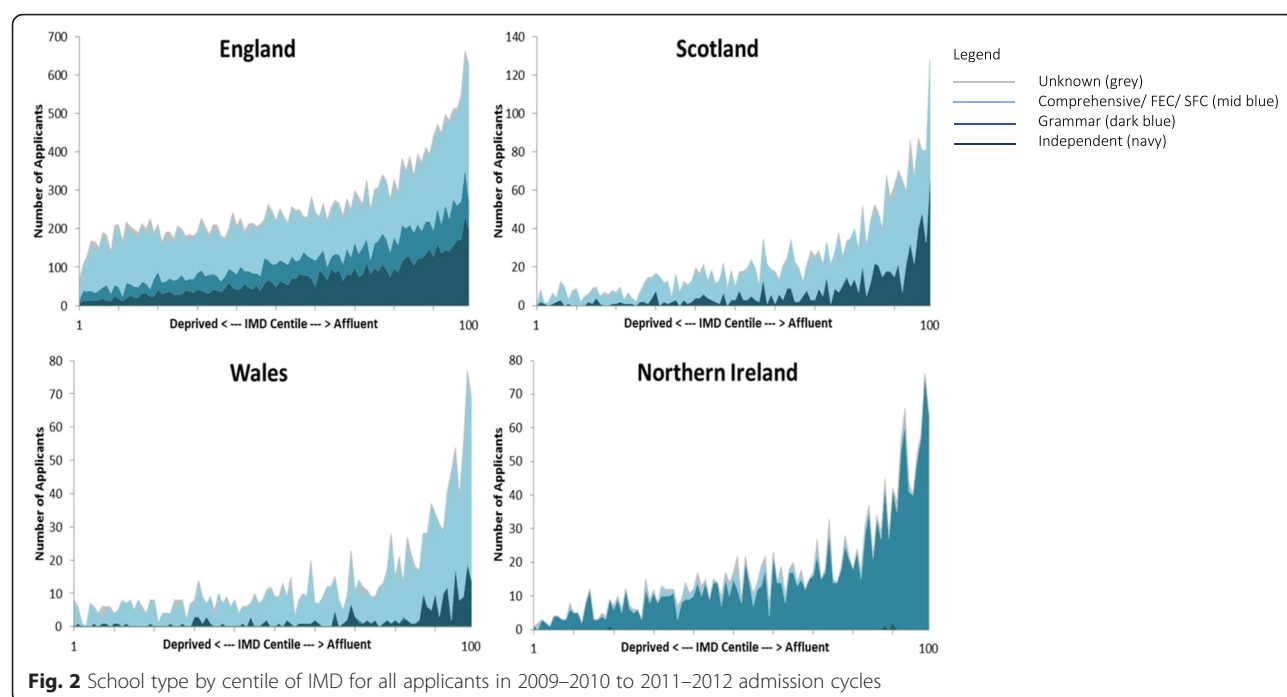 England
700
600
500
400
300
200
100
0
Number of Applicants
1
Deprived < --- IMD Centile --- > Affluent
100
Scotland
140
120
100
80
60
40
20
0
Number of Applicants
1
Deprived < --- IMD Centile --- > Affluent
100
Legend
Unknown (grey)
Comprehensive/ FEC/ SFC (mid blue)
Grammar (dark blue)
Independent (navy)
Wales
80
70
60
50
40
30
20
10
0
Number of Applicants
1
Deprived < --- IMD Centile --- > Affluent
100
Northern Ireland
80
70
60
50
40
30
20
10
0
Number of Applicants
1
Deprived < --- IMD Centile --- > Affluent
100
Fig. 2 School type by centile of IMD for all applicants in 2009–2010 to 2011–2012 admission cycles